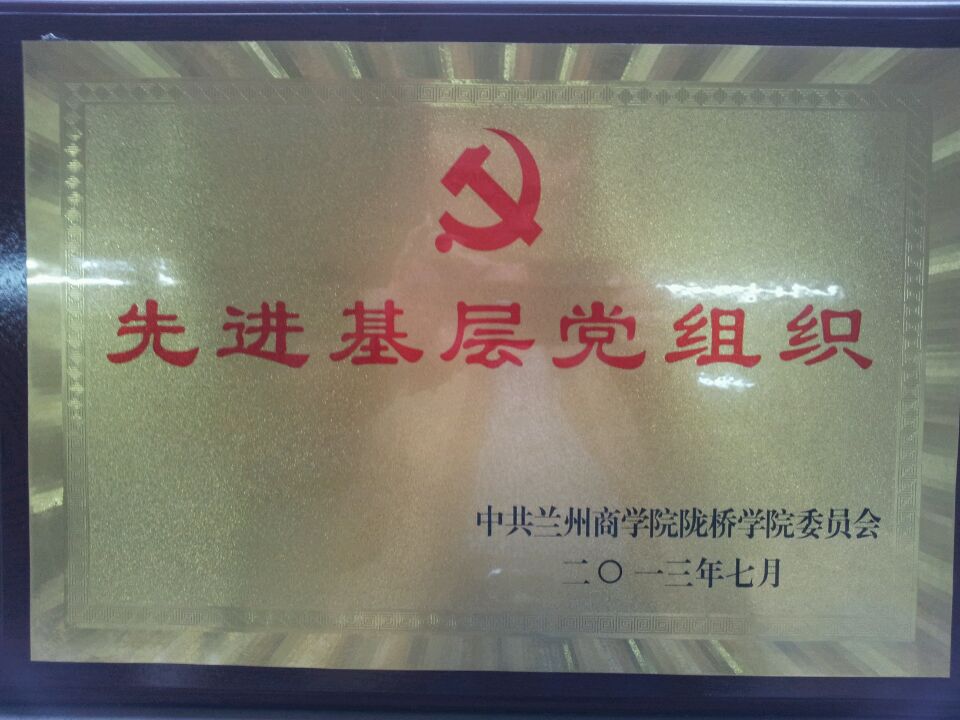 先进基层党组织
中共兰州商学院陇桥学院委员会
二〇一三年七月